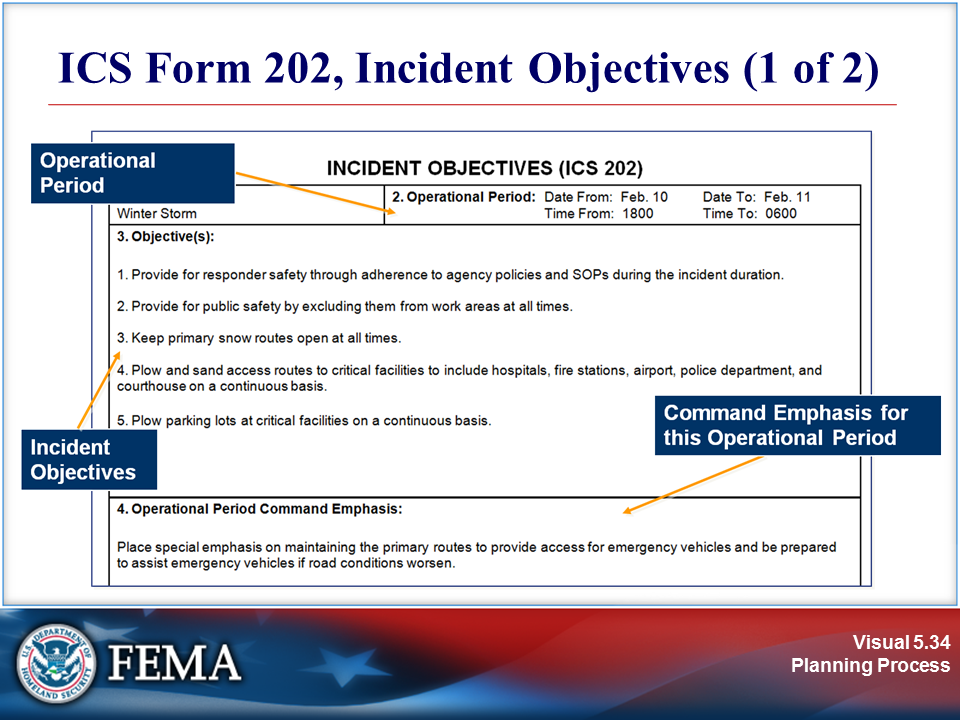 ICS Form 202, Incident Objectives (1 of 2)
Operational
Period
INCIDENT OBJECTIVES (ICS 202)
Winter Storm
2. Operational Period: Date From: Feb. 10 Date To: Feb. 11
Time From: 1800 Time To: 0600
3. Objective(s):
1. Provide for responder safety through adherence to agency policies and SOPs during the incident duration.
2. Provide for public safety by excluding them from work areas at all times.
3. Keep primary snow routes open at all times.
4. Plow and sand access routes to critical facilities to include hospitals, fire stations, airport, police department, and
courthouse on a continuous basis.
5. Plow parking lots at critical facilities on a continuous basis.
Command Emphasis for
this Operational Period
Incident
Objectives
4. Operational Period Command Emphasis:
Place special emphasis on maintaining the primary routes to provide access for emergency vehicles and be prepared
to assist emergency vehicles if road conditions worsen.
U.S. DEPARTMENT OF
HOMELAND SECURITY
FEMA
Visual 5.34
Planning Process